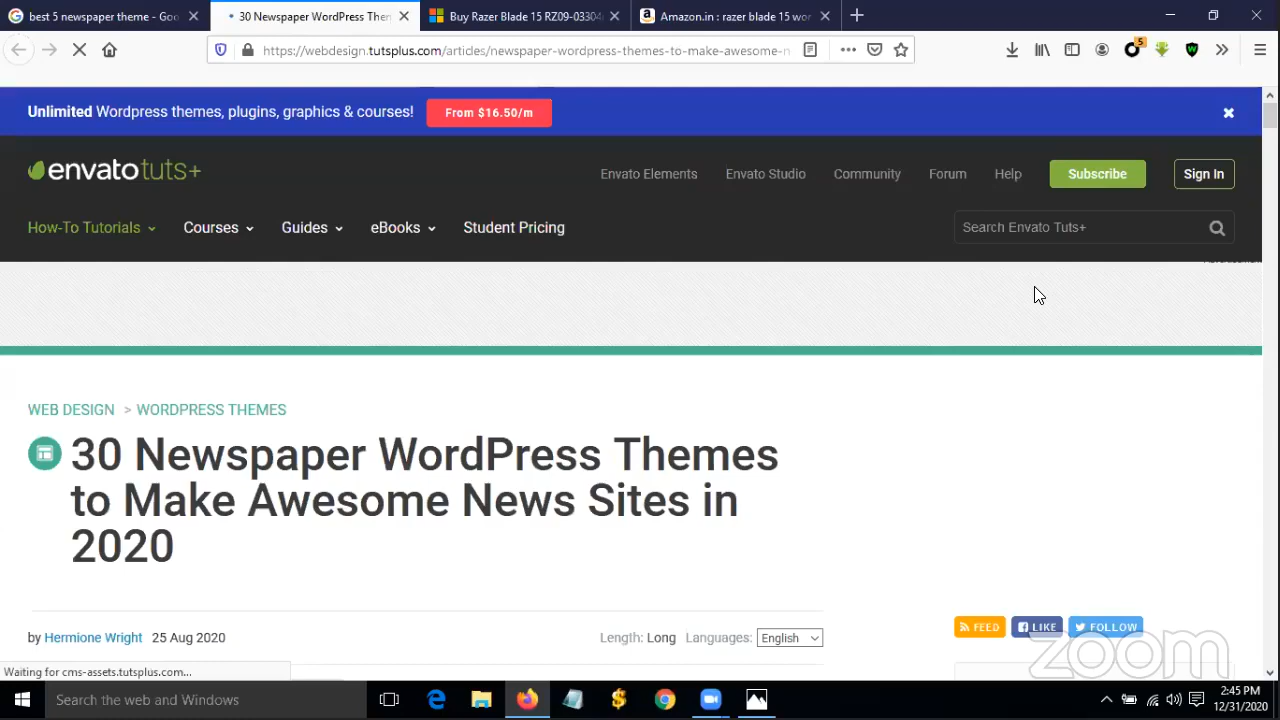 best 5 newspaper theme - Goo
30 Newspaper WordPress Then
Buy Razer Blade 15 RZ09-0330
Amazon.in : razer blade 15 wor
https://webdesign.tutsplus.com/articles/newspaper-wordpress-themes-to-make-awesome-n
5
Unlimited Wordpress themes, plugins, graphics & courses!
From $16.50/m
envatotuts+
Envato Elements
Envato Studio
Community
Forum
Help
Subscribe
Sign In
How-To Tutorials
Courses
Guides
eBooks
Student Pricing
Search Envato Tuts+
WEB DESIGN > WORDPRESS THEMES
30 Newspaper WordPress Themes
to Make Awesome News Sites in
2020
by Hermione Wright 25 Aug 2020
Length: Long Languages: English
FEED
LIKE
FOLLOW
zoom
Waiting for cms-assets.tutsplus.com...
Search the web and Windows
2:45 PM
12/31/2020